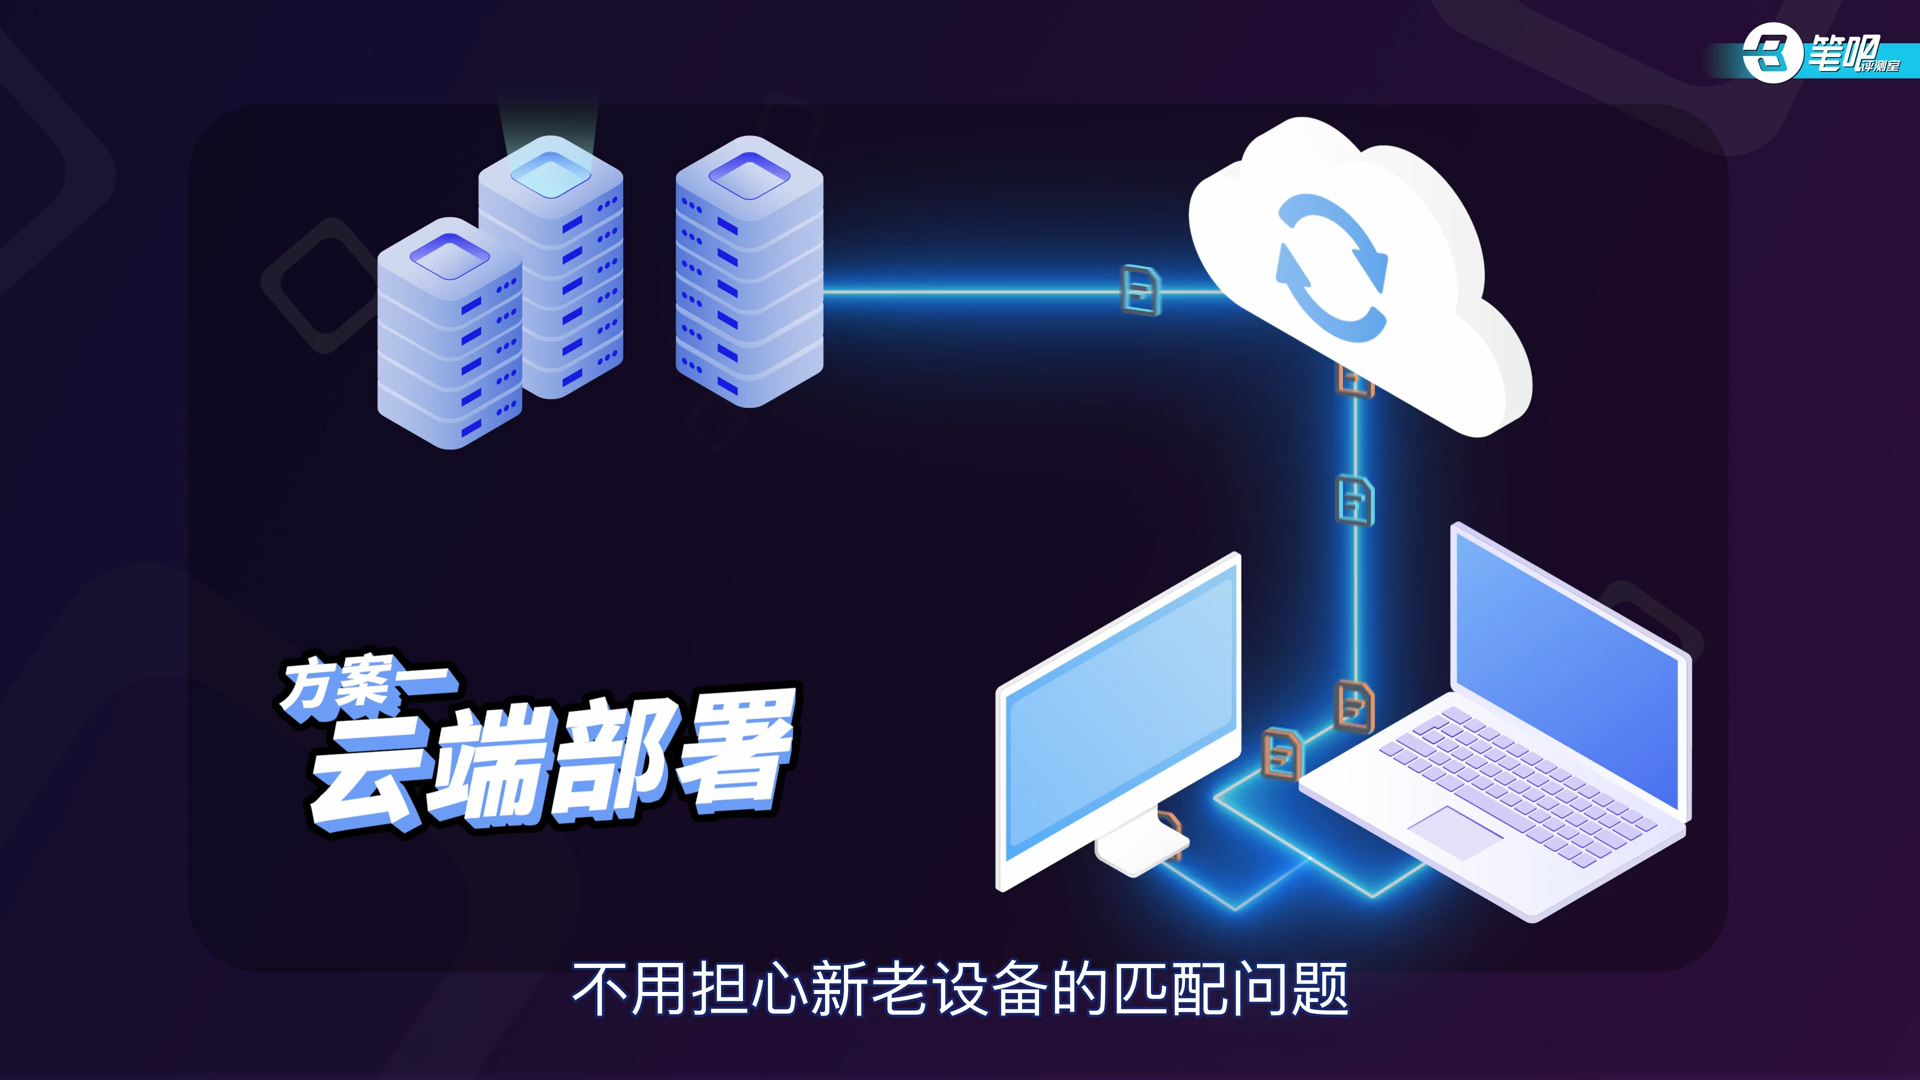 笔吧
评测室
方案一
云端部署
不用担心新老设备的匹配问题